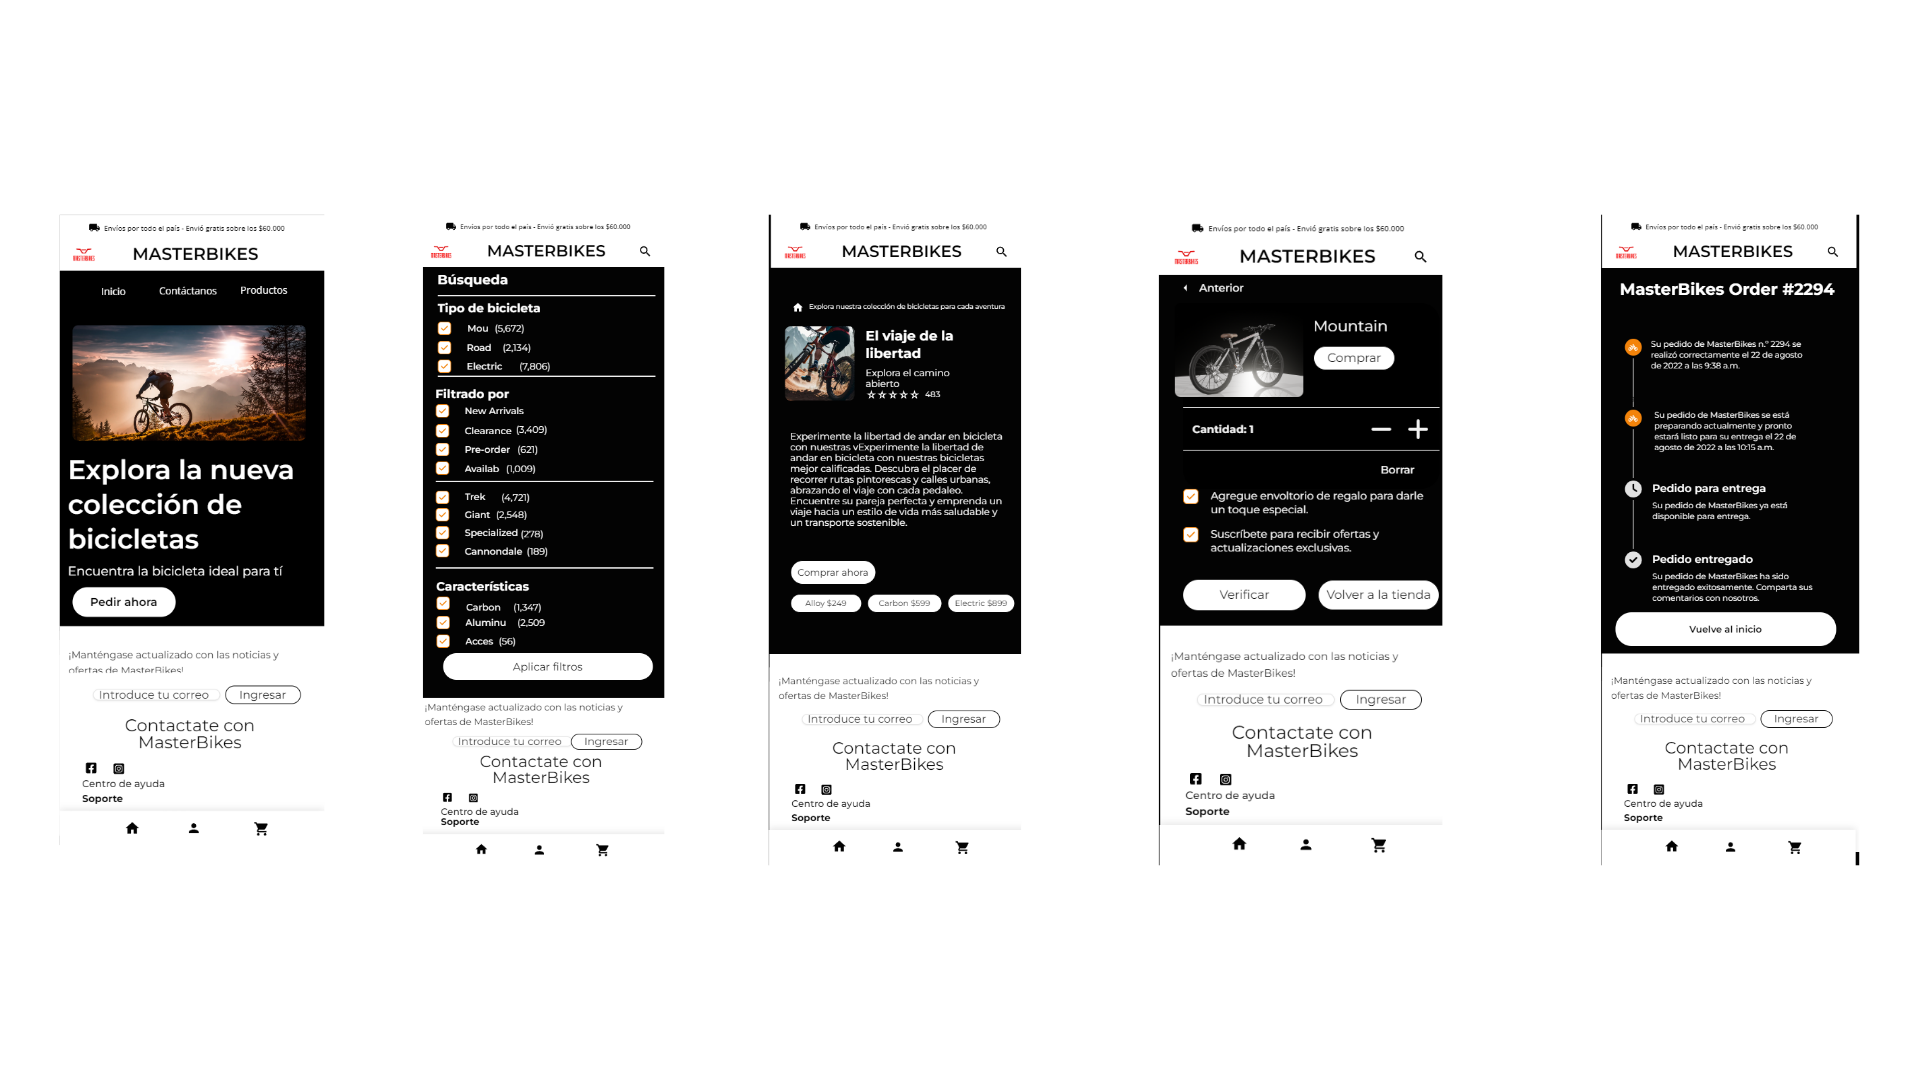 Envíos por todo el país - Envió gratis sobre los $60.000
MASTERBIKES
MASTERBIKES
Inicio
Contáctanos
Productos
Explora la nueva
colección de
bicicletas
Encuentra la bicicleta ideal para tí
Pedir ahora
¡Manténgase actualizado con las noticias y
ofertas de MasterBikes!
Introduce tu correo
Ingresar
Contactate con
MasterBikes
Centro de ayuda
Soporte
Envíos por todo el país - Envió gratis sobre los $60.000
MASTERBIKES
MASTERBIKES
Búsqueda
Tipo de bicicleta
Mou (5,672)
Road (2,134)
Electric (7,806)
Filtrado por
New Arrivals
Clearance (3,409)
Pre-order (621)
Availab (1,009)
Trek (4,721)
Giant (2,548)
Specialized (278)
Cannondale (189)
Características
Carbon (1,347)
Aluminu (2,509
Acces (56)
Aplicar filtros
¡Manténgase actualizado con las noticias y
ofertas de MasterBikes!
Introduce tu correo
Ingresar
Contactate con
MasterBikes
Centro de ayuda
Soporte
Envíos por todo el país - Envió gratis sobre los $60.000
MASTERBIKES
MASTERBIKES
Explora nuestra colección de bicicletas para cada aventura
El viaje de la
libertad
Explora el camino
abierto
483
Experimente la libertad de andar en bicicleta
con nuestras vExperimente la libertad de
andar en bicicleta con nuestras bicicletas
mejor calificadas. Descubra el placer de
recorrer rutas pintorescas y calles urbanas,
abrazando el viaje con cada pedaleo.
Encuentre su pareja perfecta y emprenda un
viaje hacia un estilo de vida más saludable y
un transporte sostenible.
Comprar ahora
Alloy $249
Carbon $599
Electric $899
¡Manténgase actualizado con las noticias y
ofertas de MasterBikes!
Introduce tu correo
Ingresar
Contactate con
MasterBikes
Centro de ayuda
Soporte
Envíos por todo el país - Envió gratis sobre los $60.000
MASTERBIKES
MASTERBIKES
Anterior
Mountain
Comprar
Cantidad: 1
Borrar
Agregue envoltorio de regalo para darle
un toque especial.
Suscríbete para recibir ofertas y
actualizaciones exclusivas.
Verificar
Volver a la tienda
¡Manténgase actualizado con las noticias y
ofertas de MasterBikes!
Introduce tu correo
Ingresar
Contactate con
MasterBikes
Centro de ayuda
Soporte
Envíos por todo el país - Envió gratis sobre los $60.000
MASTERBIKES
MASTERBIKES
MasterBikes Order #2294
Su pedido de MasterBikes n.º 2294 se
realizó correctamente el 22 de agosto
de 2022 a las 9:38 a.m.
Su pedido de MasterBikes se está
preparando actualmente y pronto
estará listo para su entrega el 22 de
agosto de 2022 a las 10:15 a.m.
Pedido para entrega
Su pedido de MasterBikes ya está
disponible para entrega.
Pedido entregado
Su pedido de MasterBikes ha sido
entregado exitosamente. Comparta sus
comentarios con nosotros.
Vuelve al inicio
¡Manténgase actualizado con las noticias y
ofertas de MasterBikes!
Introduce tu correo
Ingresar
Contactate con
MasterBikes
Centro de ayuda
Soporte